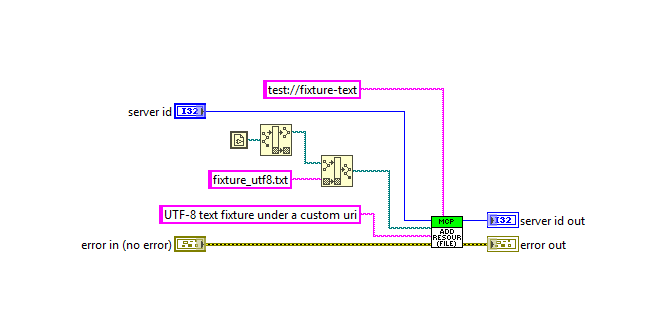 test://fixture-text
server id
I32
fixture_utf8.txt
UTF-8 text fixture under a custom uri
MCP
ADD
RESOUR
(FILE)
I32
server id out
error in (no error)
error out